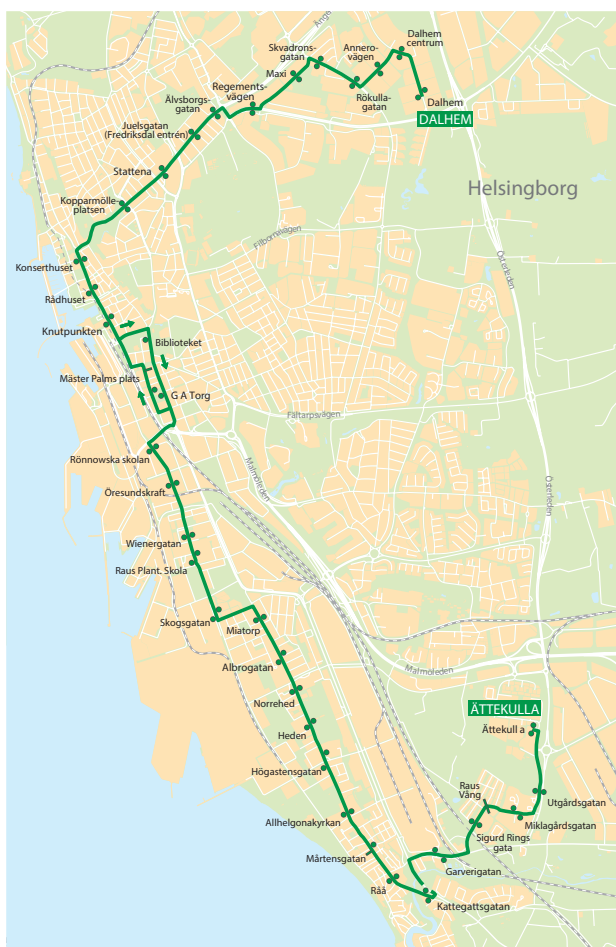 Ängel
Skvadrons-
gatan
Annero-
vägen
Dalhem
centrum
Maxi
Regements-
vägen
Rökulla-
gatan
Dalhem
DALHEM
Älvsborgs-
gatan
Juelsgatan
(Fredriksdal entrén)
Stattena
Helsingborg
Kopparmölle-
platsen
Filbornavägen
Österleden
Konserthuset
Rådhuset
Knutpunkten
Biblioteket
Mäster Palms plats
G A Torg
Fältarpsvägen
Rönnowska skolan
Malmöleden
Österleden
Öresundskraft
Wienergatan
Raus Plant. Skola
Skogsgatan
Miatorp
Albrogatan
Malmöleden
Norrehed
ÄTTEKULLA
Heden
Ättekull a
Högastensgatan
Raus
Vång
Utgårdsgatan
Allhelgonakyrkan
Miklagårdsgatan
Sigurd Rings
gata
Mårtensgatan
Garverigatan
Råå
Kattegattsgatan